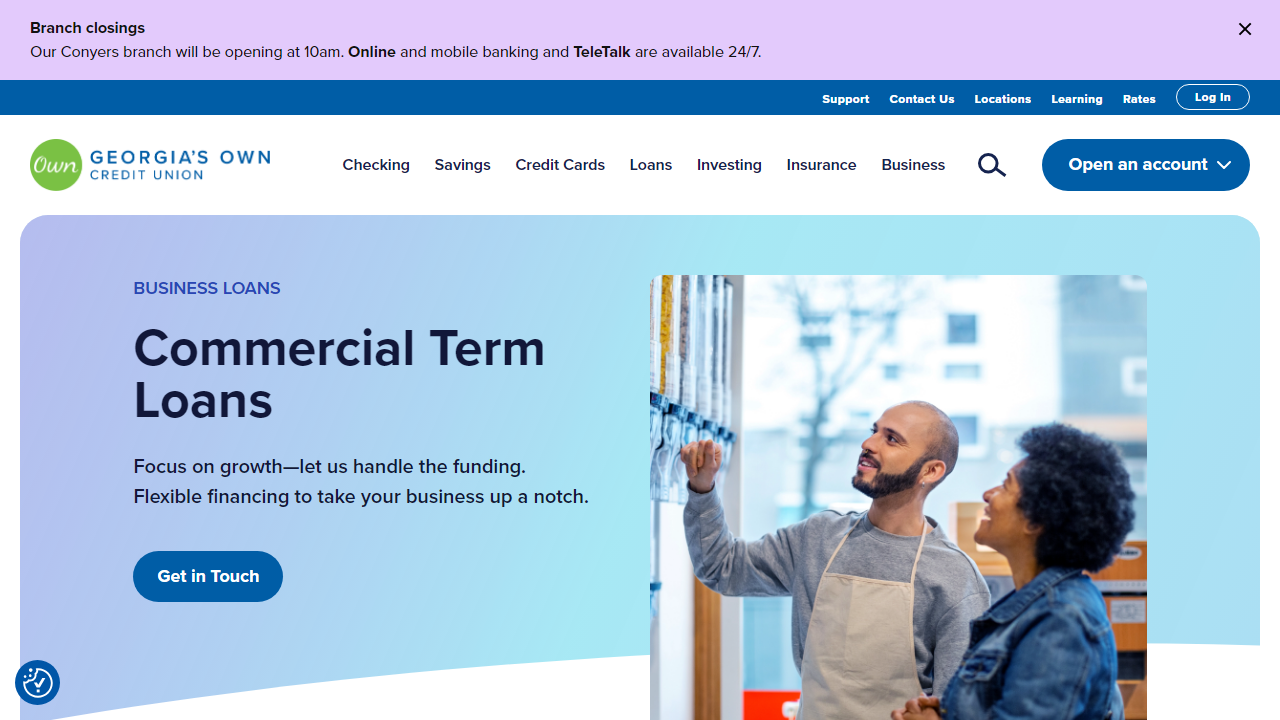 Branch closings
Our Conyers branch will be opening at 10am. Online and mobile banking and TeleTalk are available 24/7.
Support Contact Us Locations Learning Rates Log In
Own GEORGIA'S OWN
CREDIT UNION
Checking Savings Credit Cards Loans Investing Insurance Business Open an account
BUSINESS LOANS
Commercial Term
Loans
Focus on growth—let us handle the funding.
Flexible financing to take your business up a notch.
Get in Touch